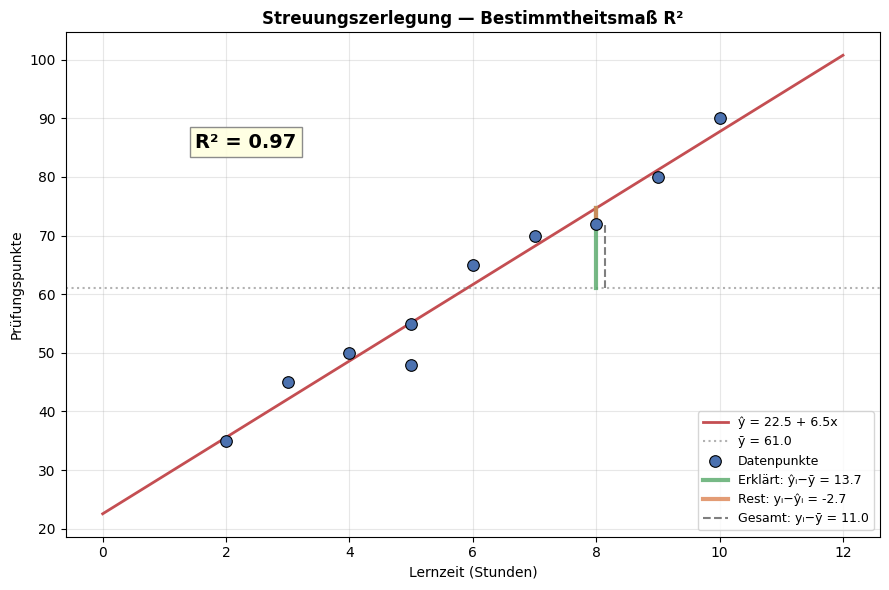 Streuungszerlegung — Bestimmtheitsmaß R²
R² = 0.97
Prüfungspunkte
100
90
80
70
60
50
40
30
20
0 2 4 6 8 10 12
Lernzeit (Stunden)
ŷ = 22.5 + 6.5x
ȳ = 61.0
Datenpunkte
Erklärt: ŷᵢ−ȳ = 13.7
Rest: yᵢ−ŷᵢ = -2.7
Gesamt: yᵢ−ȳ = 11.0